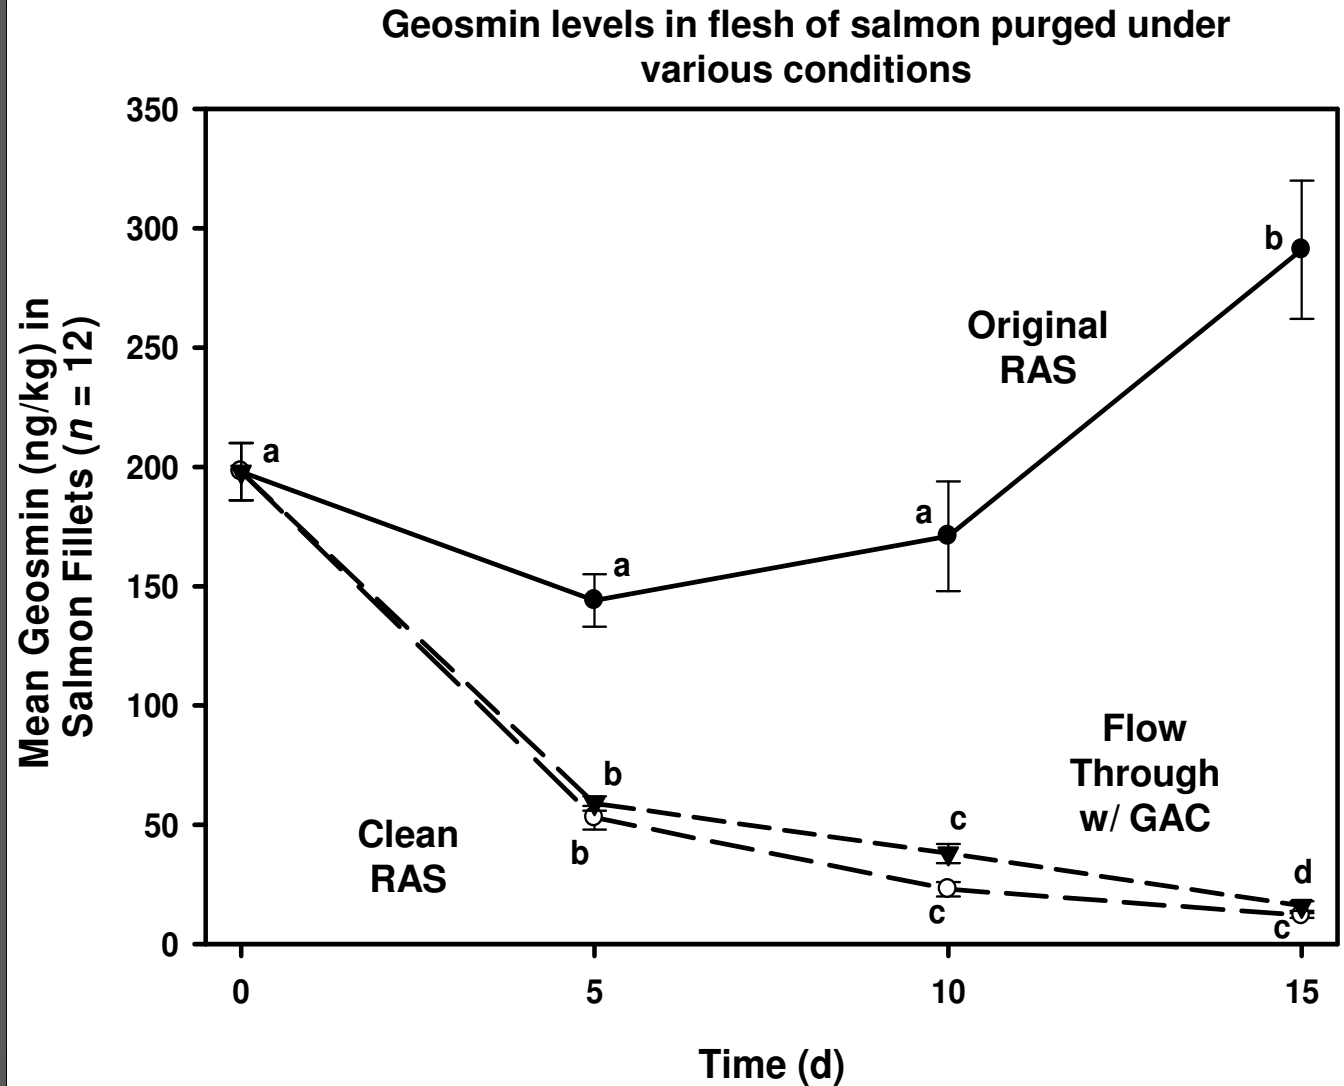 Geosmin levels in flesh of salmon purged under
various conditions
Mean Geosmin (ng/kg) in
Salmon Fillets (n = 12)
350
300
250
200
150
100
50
0
a
a
a
b
Original
RAS
b
b
c
c
d
c
Clean
RAS
Flow
Through
w/ GAC
0
5
10
15
Time (d)